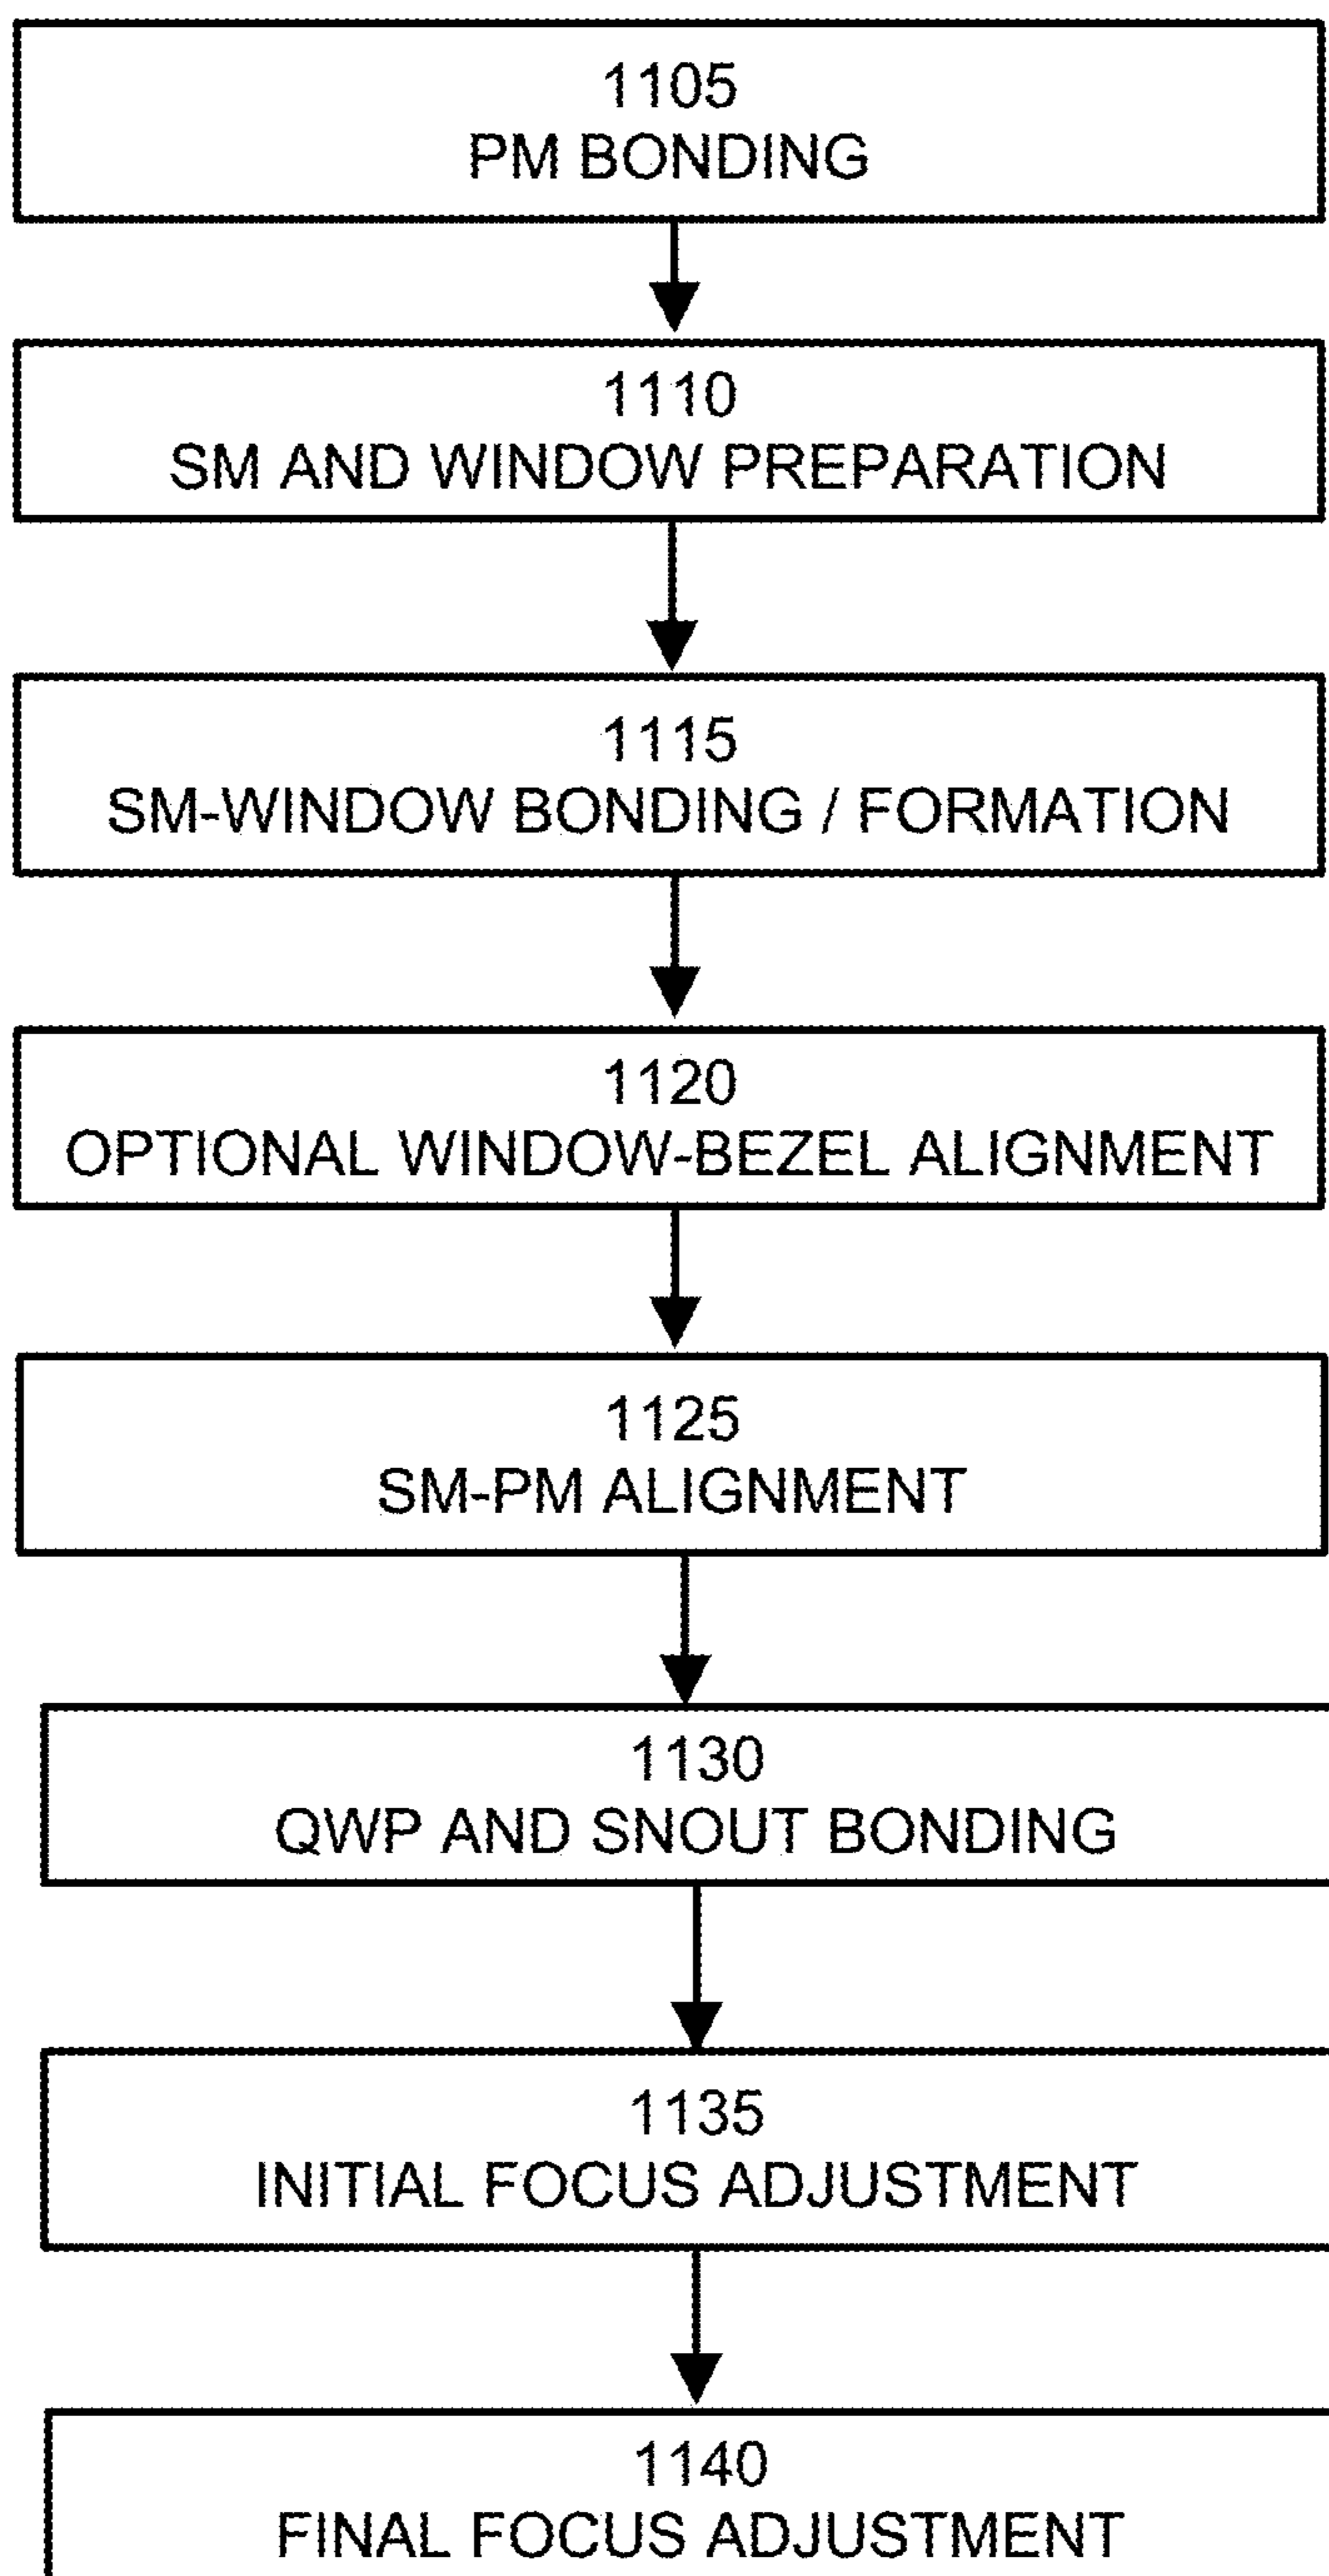 1105
PM BONDING
1110
SM AND WINDOW PREPARATION
1115
SM-WINDOW BONDING / FORMATION
1120
OPTIONAL WINDOW-BEZEL ALIGNMENT
1125
SM-PM ALIGNMENT
1130
QWP AND SNOUT BONDING
1135
INITIAL FOCUS ADJUSTMENT
1140
FINAL FOCUS ADJUSTMENT